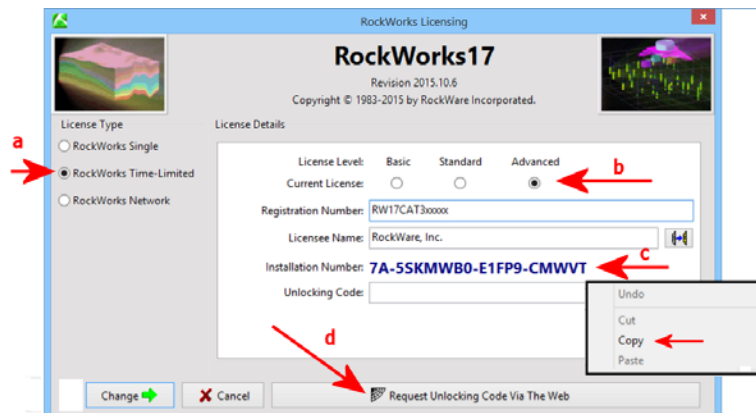 RockWorks Licensing
RockWorks17
Revision 2015.10.6
Copyright © 1983-2015 by RockWare Incorporated.
License Type
a
RockWorks Single
RockWorks Time-Limited
RockWorks Network
License Details
License Level: Basic Standard Advanced
Current License:
b
Registration Number: RW17CAT3xxxxx
Licensee Name: RockWare, Inc.
c
Installation Number: 7A-5SKMWB0-E1FP9-CMWVT
Unlocking Code:
Undo
Cut
Copy
Paste
d
Change
Cancel
Request Unlocking Code Via The Web